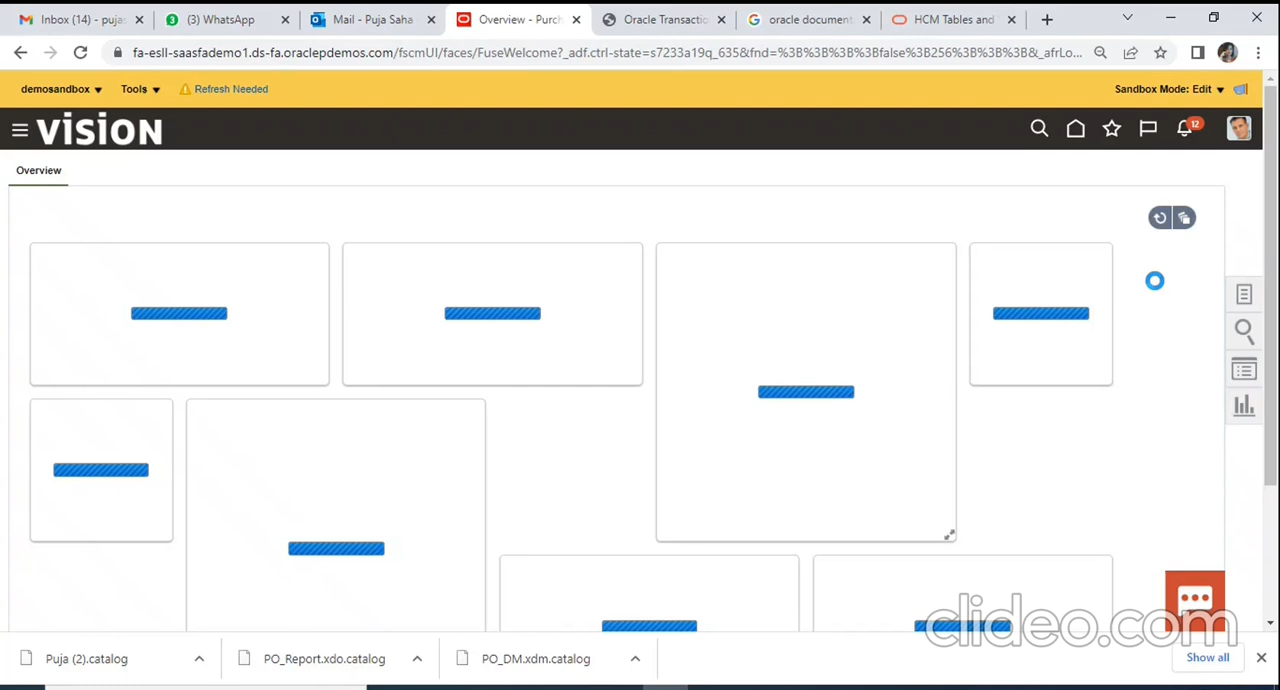 Inbox (14) - pujas
(3) WhatsApp
Mail - Puja Saha
Overview - Purch
Oracle Transactio
oracle document
HCM Tables and
fa-esll-saasfademo1.ds-fa.oraclepdemos.com/fscmUI/faces/FuseWelcome?_adf.ctrl-state=s7233a19q_635&fnd=%3B%3B%3B%3Bfalse%3B256%3B%3B%3B&_afrLo...
demosandbox
Tools
Refresh Needed
Sandbox Mode: Edit
VISION
12
Overview
clideo.com
Puja (2).catalog
PO_Report.xdo.catalog
PO_DM.xdm.catalog
Show all